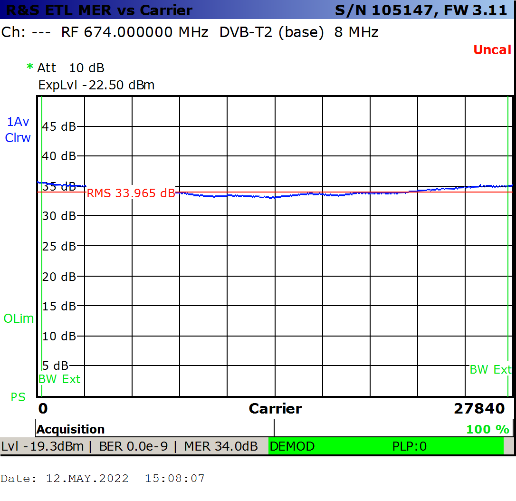 R&S ETL MER vs Carrier S/N 105147, FW 3.11
Ch: --- RF 674.000000 MHz DVB-T2 (base) 8 MHz
Uncal
* Att 10 dB
ExpLvl -22.50 dBm
1Av
Clrw
45 dB
40 dB
35 dB
RMS 33.965 dB
30 dB
25 dB
20 dB
15 dB
10 dB
5 dB
OLim
BW Ext
BW Ext
PS
0 Carrier 27840
Acquisition
100 %
Lvl -19.3dBm | BER 0.0e-9 | MER 34.0dB DEMOD PLP:0
Date: 12.MAY.2022 15:08:07